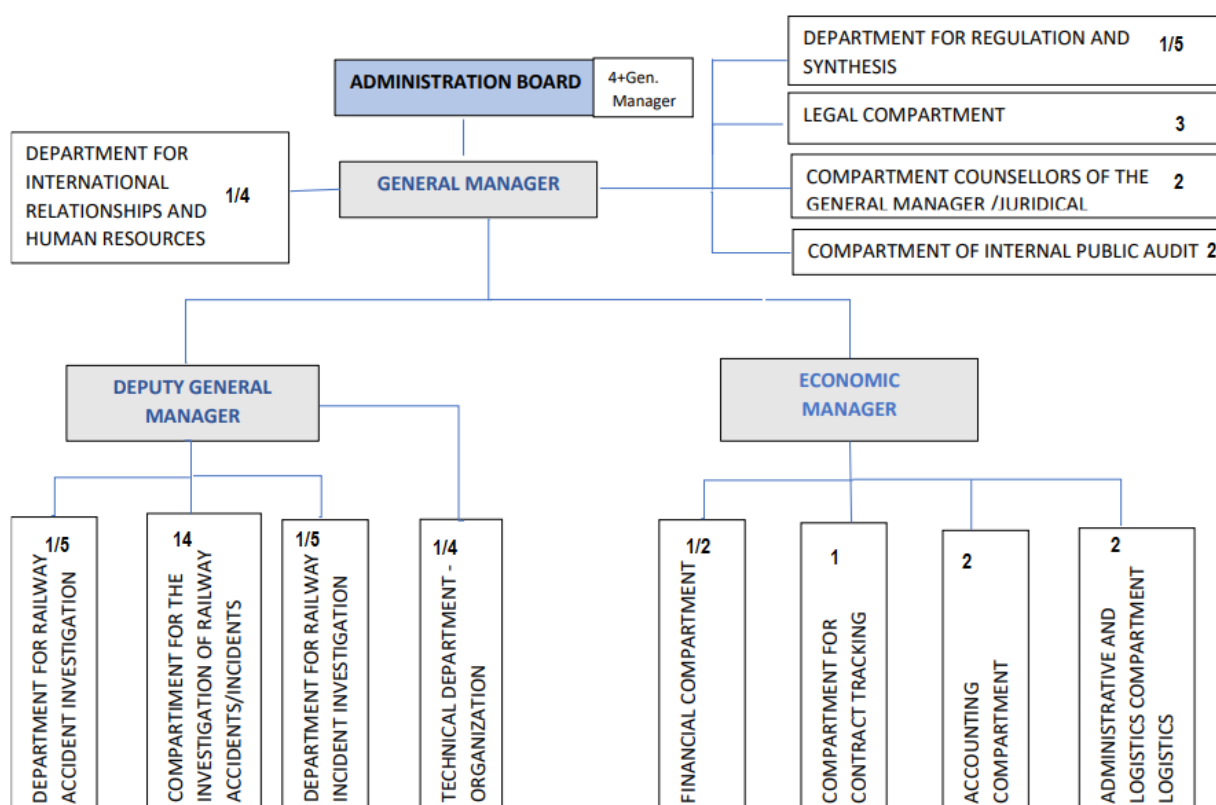 ADMINISTRATION BOARD
4+Gen.
Manager
DEPARTMENT FOR REGULATION AND
SYNTHESIS
1/5
LEGAL COMPARTMENT
3
COMPARTMENT COUNSELLORS OF THE
GENERAL MANAGER /JURIDICAL
2
COMPARTMENT OF INTERNAL PUBLIC AUDIT 2
DEPARTMENT FOR
INTERNATIONAL
RELATIONSHIPS AND
HUMAN RESOURCES
1/4
GENERAL MANAGER
DEPUTY GENERAL
MANAGER
ECONOMIC
MANAGER
1/5
DEPARTMENT FOR RAILWAY
ACCIDENT INVESTIGATION
14
COMPARTIMENT FOR THE
INVESTIGATION OF RAILWAY
ACCIDENTS/INCIDENTS
1/5
DEPARTMENT FOR RAILWAY
INCIDENT INVESTIGATION
1/4
TECHNICAL DEPARTMENT -
ORGANIZATION
1/2
FINANCIAL COMPARTMENT
1
COMPARTMENT FOR
CONTRACT TRACKING
2
ACCOUNTING
COMPARTMENT
2
ADMINISTRATIVE AND
LOGISTICS COMPARTMENT
LOGISTICS